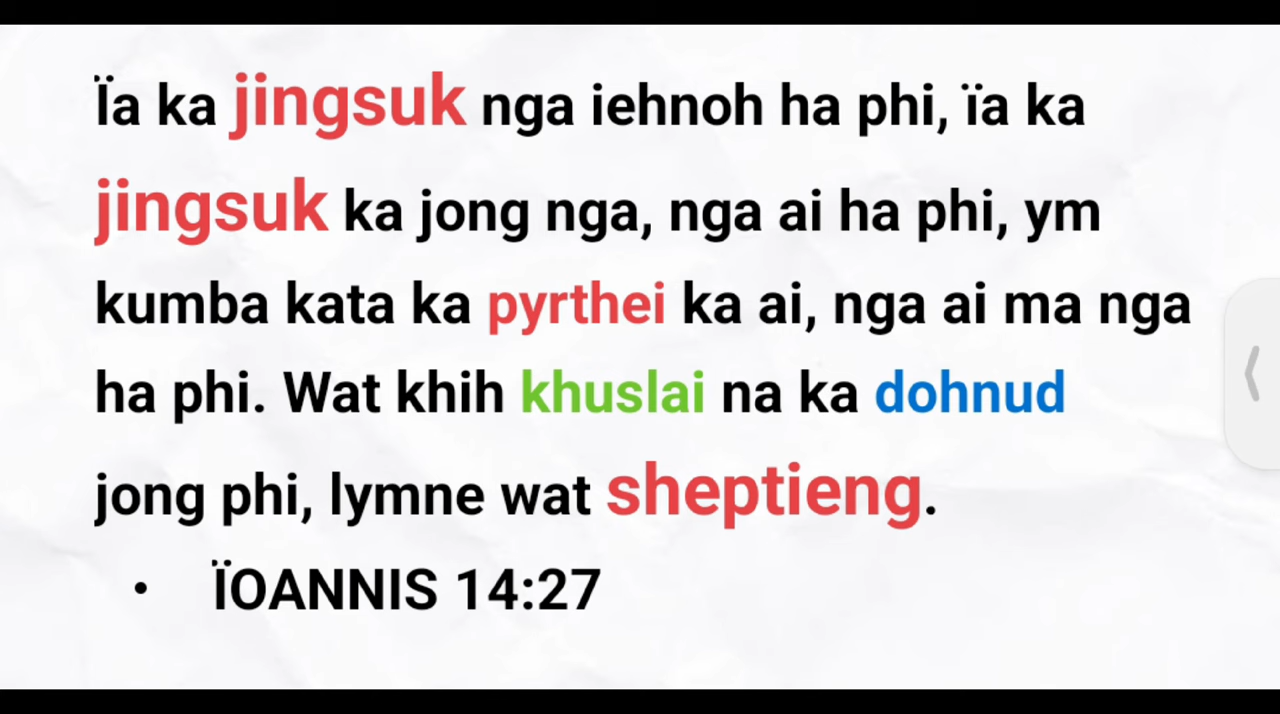 Ïa ka jingsuk nga iehnoh ha phi, ïa ka
jingsuk ka jong nga, nga ai ha phi, ym
kumba kata ka pyrthei ka ai, nga ai ma nga
ha phi. Wat khih khuslai na ka dohnud
jong phi, lymne wat sheptieng.
• ÏOANNIS 14:27